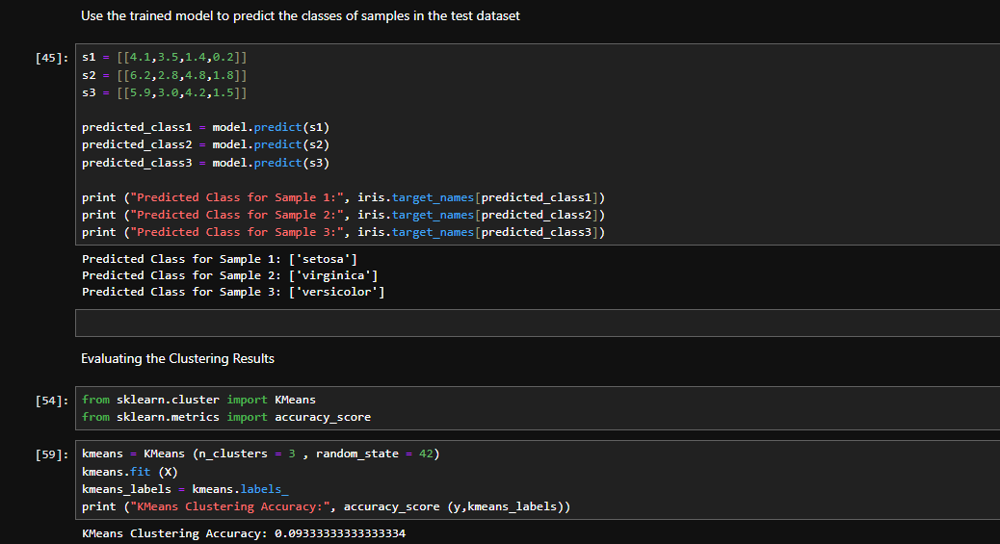 Use the trained model to predict the classes of samples in the test dataset
[45]: s1 = [[4.1,3.5,1.4,0.2]]
s2 = [[6.2,2.8,4.8,1.8]]
s3 = [[5.9,3.0,4.2,1.5]]
predicted_class1 = model.predict(s1)
predicted_class2 = model.predict(s2)
predicted_class3 = model.predict(s3)
print ("Predicted Class for Sample 1:", iris.target_names[predicted_class1])
print ("Predicted Class for Sample 2:", iris.target_names[predicted_class2])
print ("Predicted Class for Sample 3:", iris.target_names[predicted_class3])
Predicted Class for Sample 1: ['setosa']
Predicted Class for Sample 2: ['virginica']
Predicted Class for Sample 3: ['versicolor']
Evaluating the Clustering Results
[54]: from sklearn.cluster import KMeans
from sklearn.metrics import accuracy_score
[59]: kmeans = KMeans (n_clusters = 3 , random_state = 42)
kmeans.fit (X)
kmeans_labels = kmeans.labels_
print ("KMeans Clustering Accuracy:", accuracy_score (y,kmeans_labels))
KMeans Clustering Accuracy: 0.09333333333333334